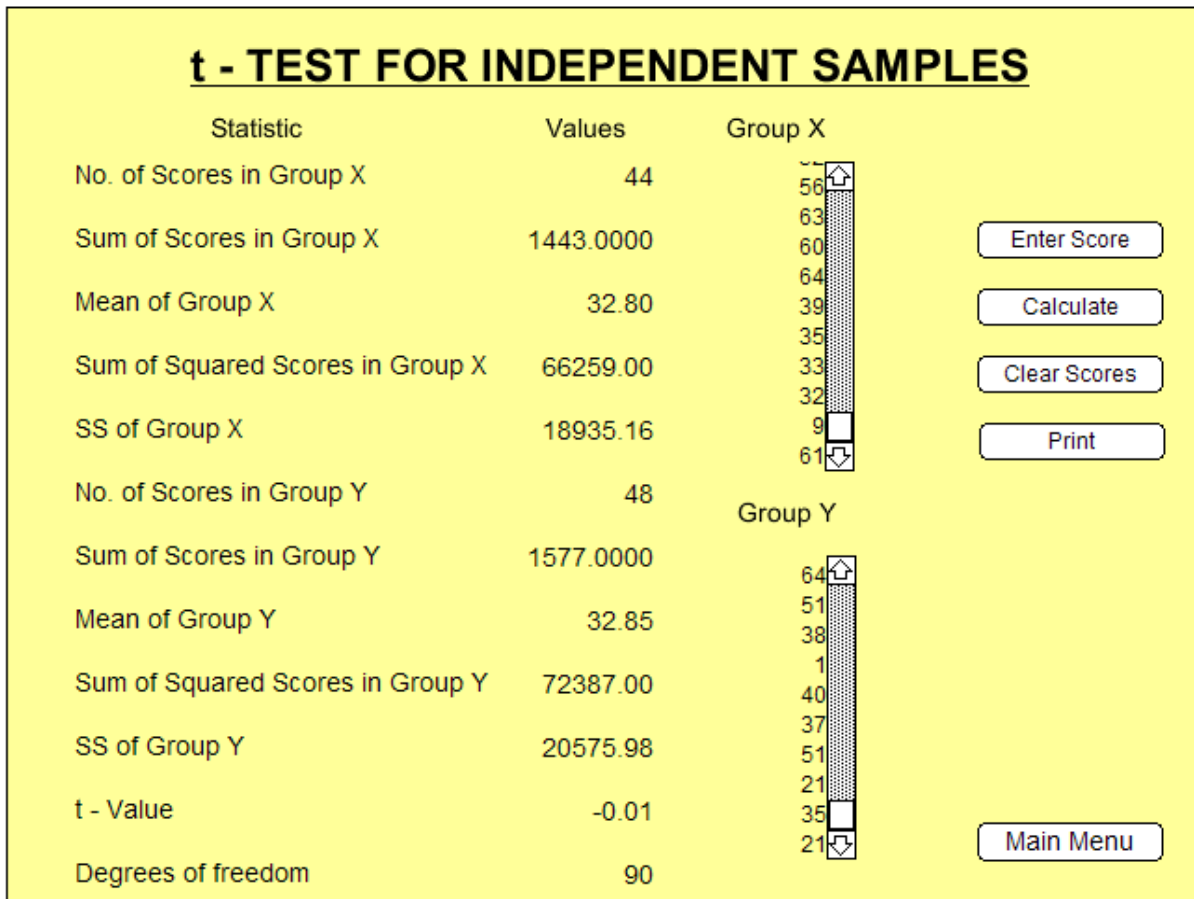 t - TEST FOR INDEPENDENT SAMPLES
Statistic Values Group X
No. of Scores in Group X 44
Sum of Scores in Group X 1443.0000
Mean of Group X 32.80
Sum of Squared Scores in Group X 66259.00
SS of Group X 18935.16
No. of Scores in Group Y 48
Sum of Scores in Group Y 1577.0000
Mean of Group Y 32.85
Sum of Squared Scores in Group Y 72387.00
SS of Group Y 20575.98
t - Value -0.01
Degrees of freedom 90
56
63
60
64
39
35
33
32
9
61
Group Y
64
51
38
1
40
37
51
21
35
21
Enter Score
Calculate
Clear Scores
Print
Main Menu